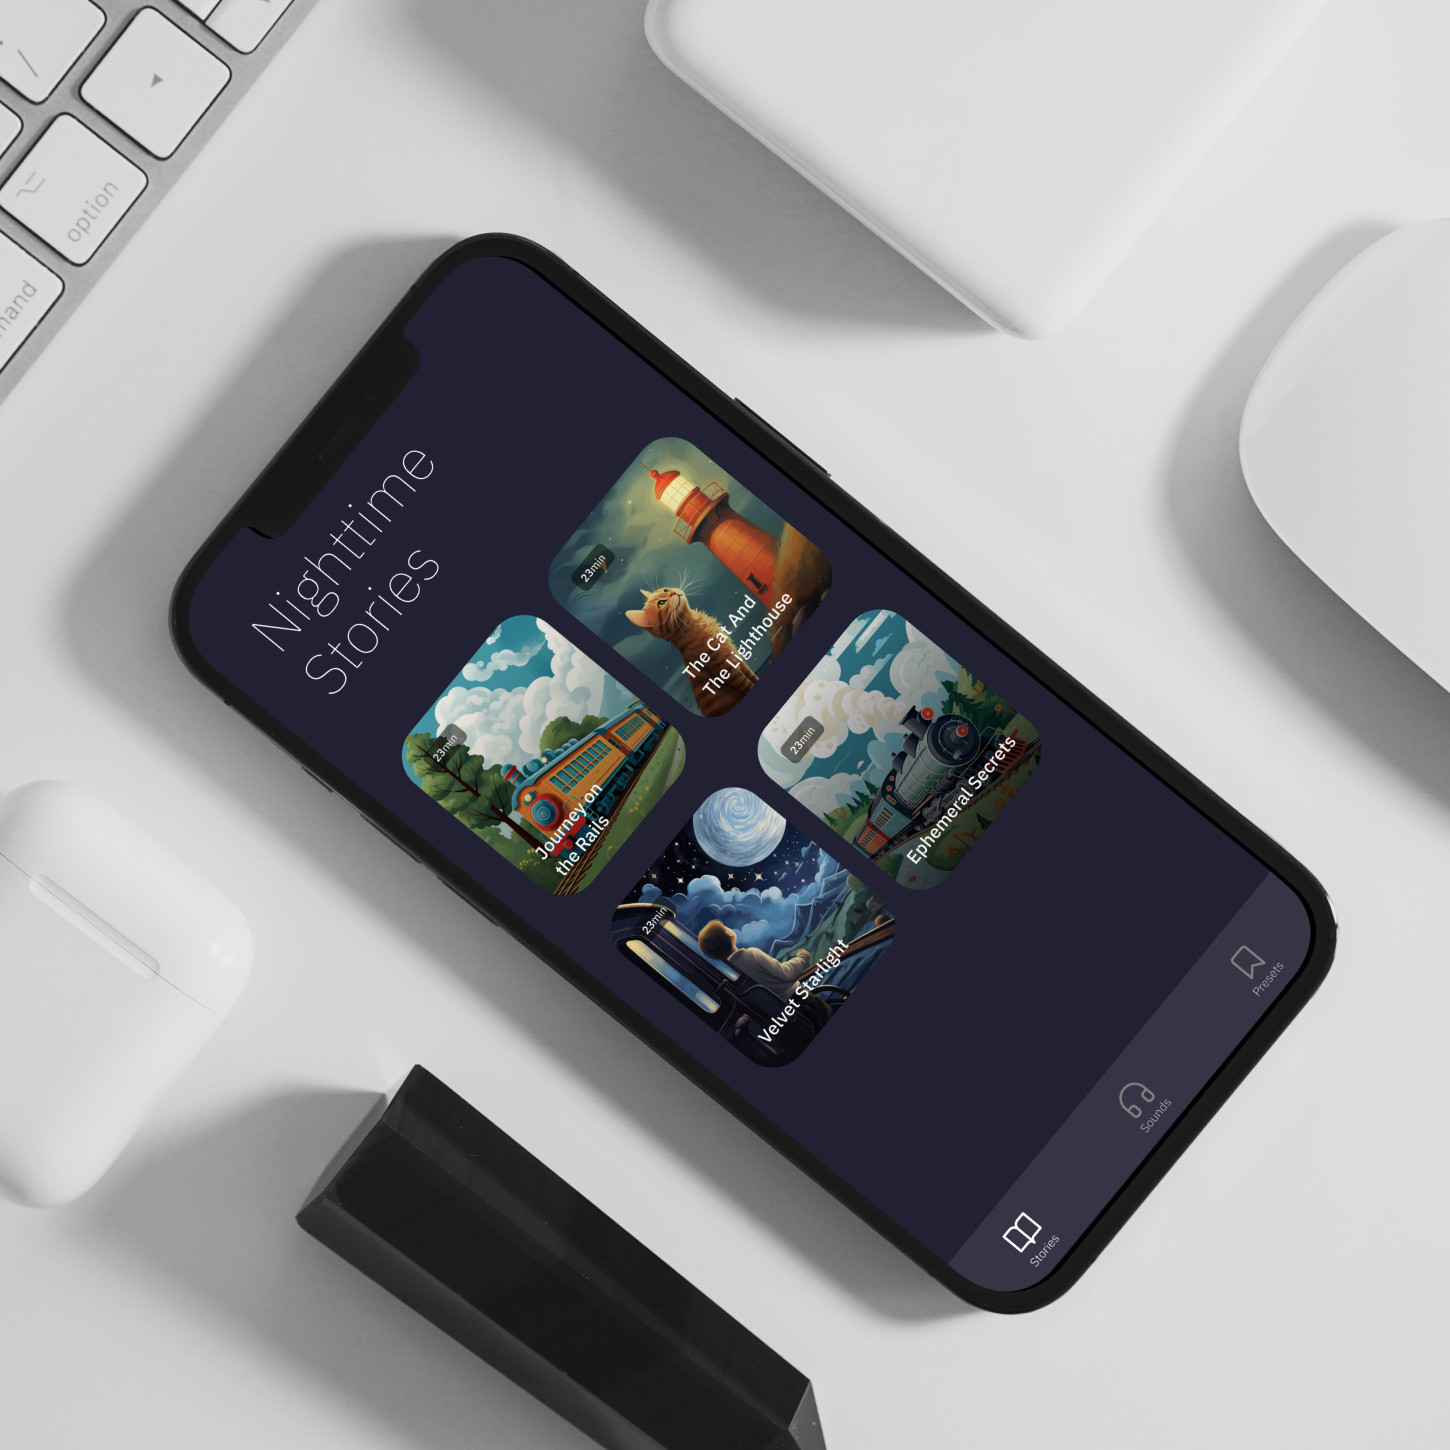 /
option
mand
Nighttime
Stories
23min
Journey on
the Rails
23min
The Cat And
The Lighthouse
23min
Velvet Starlight
23min
Ephemeral Secrets
Stories
Sounds
Presets